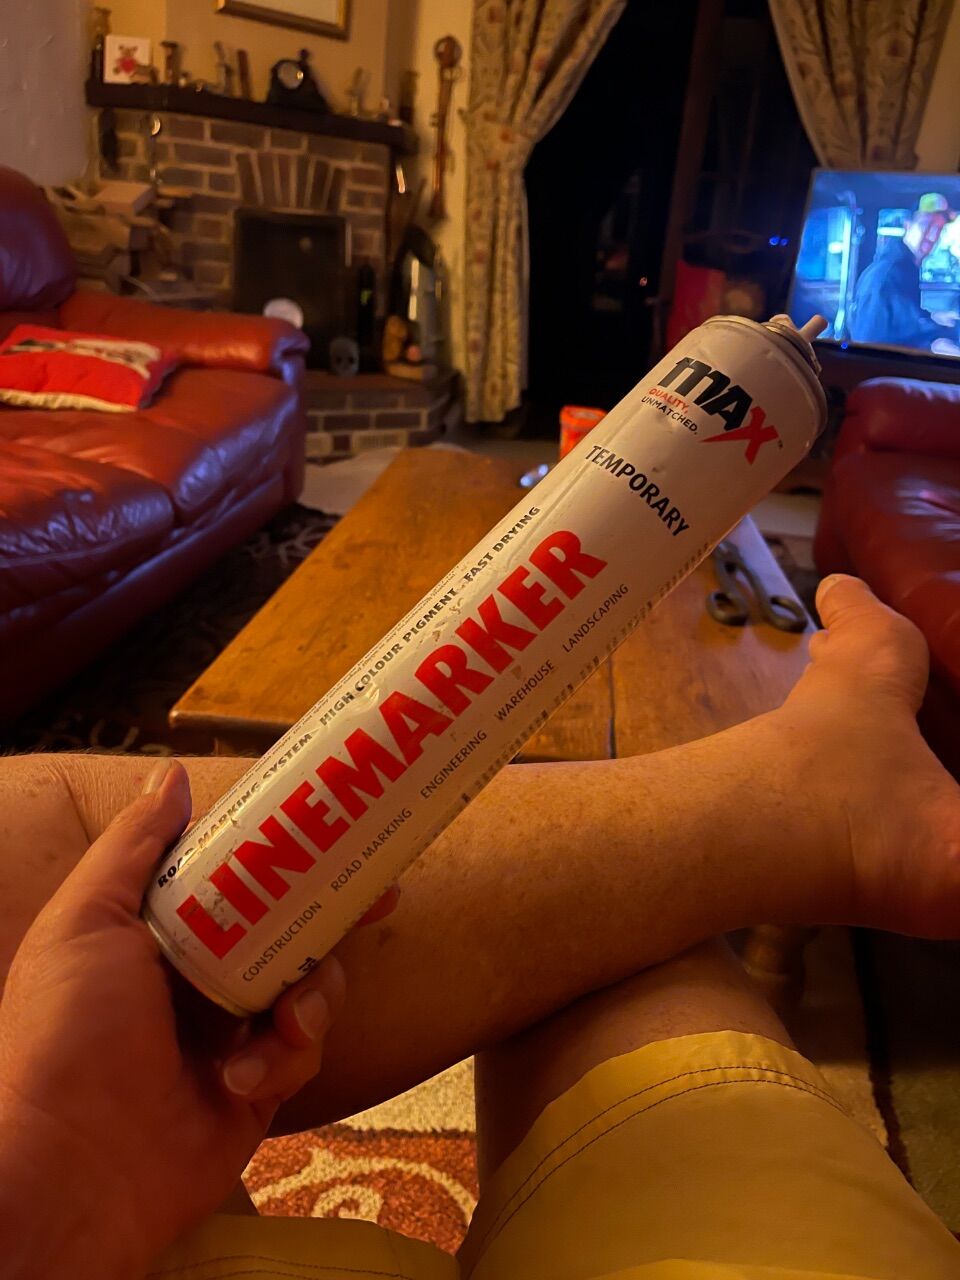 max
QUALITY.
UNMATCHED.
TEMPORARY
ROAD MARKING SYSTEM HIGH COLOUR PIGMENT FAST DRYING
LINEMARKER
CONSTRUCTION ROAD MARKING ENGINEERING WAREHOUSE LANDSCAPING